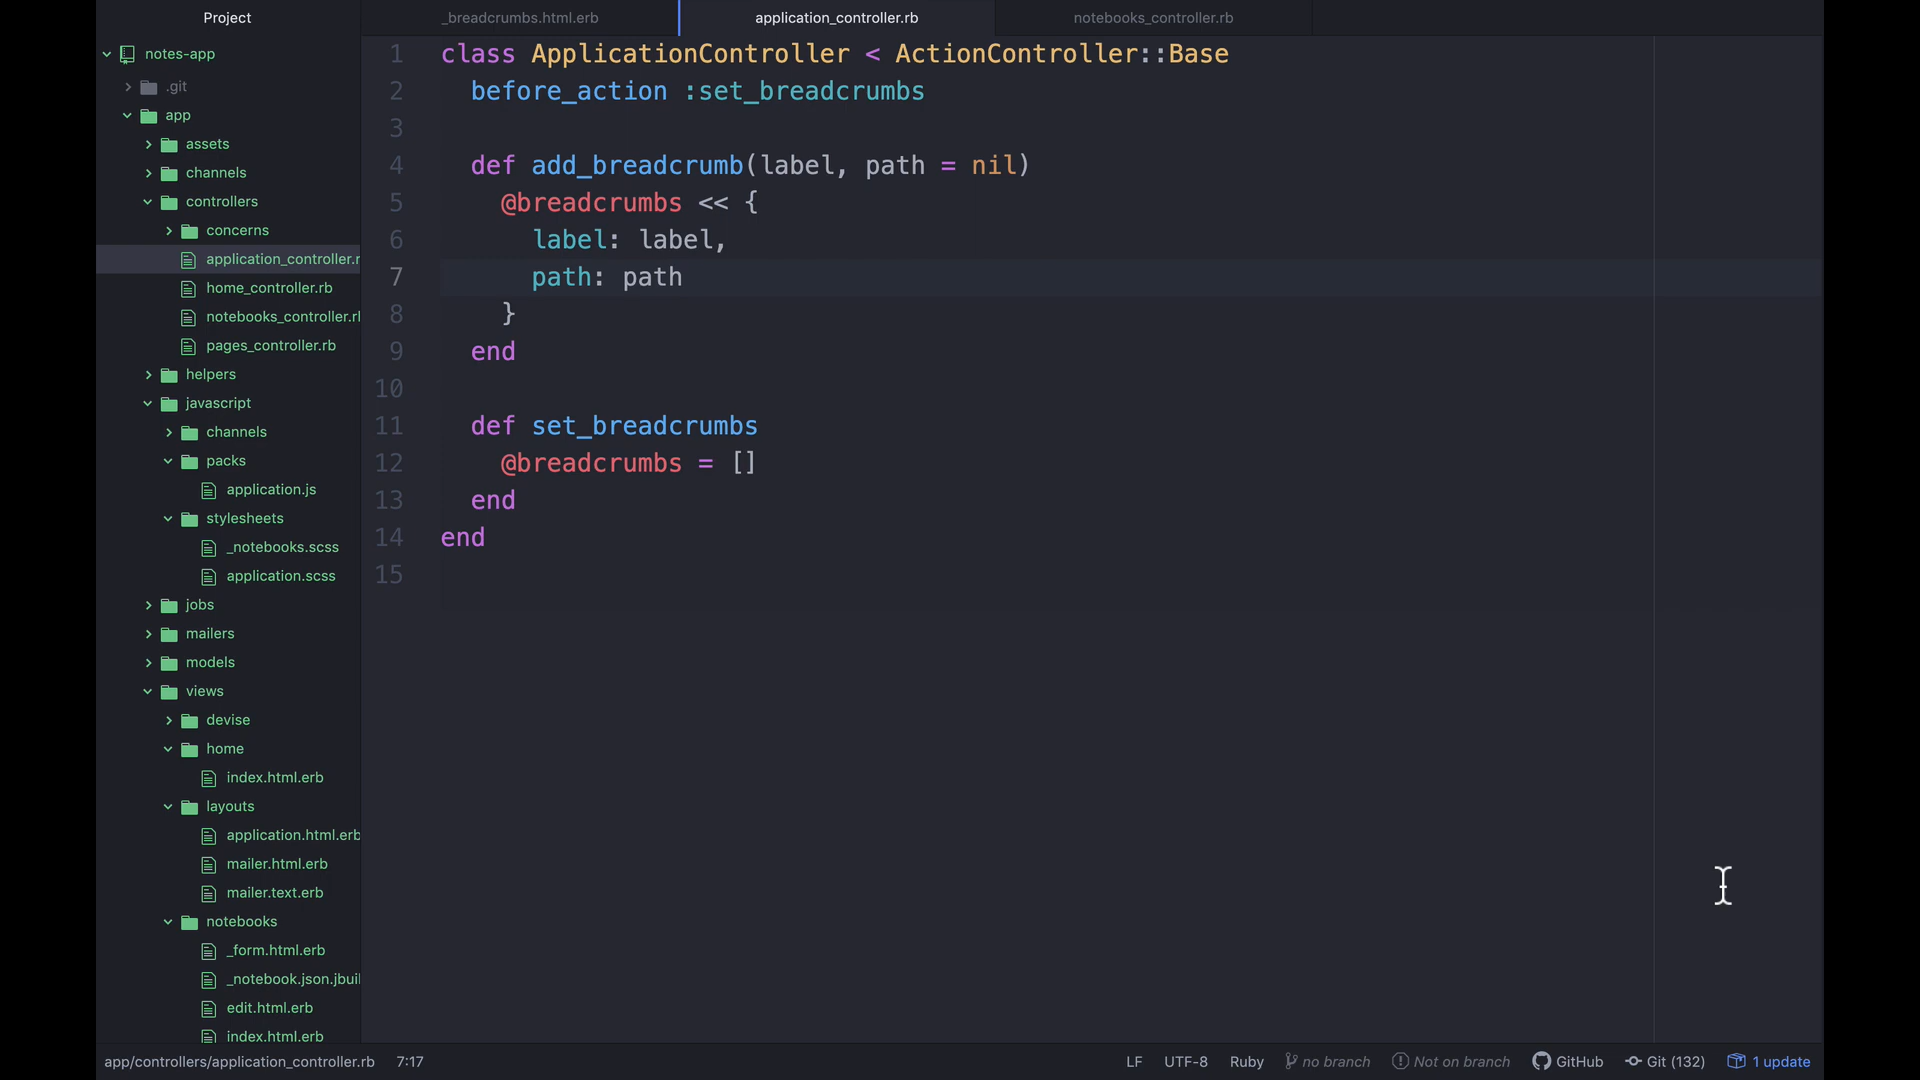 Project
notes-app
.git
app
assets
channels
controllers
concerns
application_controller.r
home_controller.rb
notebooks_controller.rl
pages_controller.rb
helpers
javascript
channels
packs
application.js
stylesheets
_notebooks.scss
application.scss
jobs
mailers
models
views
devise
home
index.html.erb
layouts
application.html.erb
mailer.html.erb
mailer.text.erb
notebooks
_form.html.erb
_notebook.json.jbuil
edit.html.erb
index.html.erb
_breadcrumbs.html.erb application_controller.rb notebooks_controller.rb
1 class ApplicationController < ActionController::Base
2 before_action :set_breadcrumbs
3
4 def add_breadcrumb(label, path = nil)
5 @breadcrumbs << {
6 label: label,
7 path: path
8 }
9 end
10
11 def set_breadcrumbs
12 @breadcrumbs = []
13 end
14 end
15
app/controllers/application_controller.rb 7:17 LF UTF-8 Ruby no branch Not on branch GitHub Git (132) 1 update